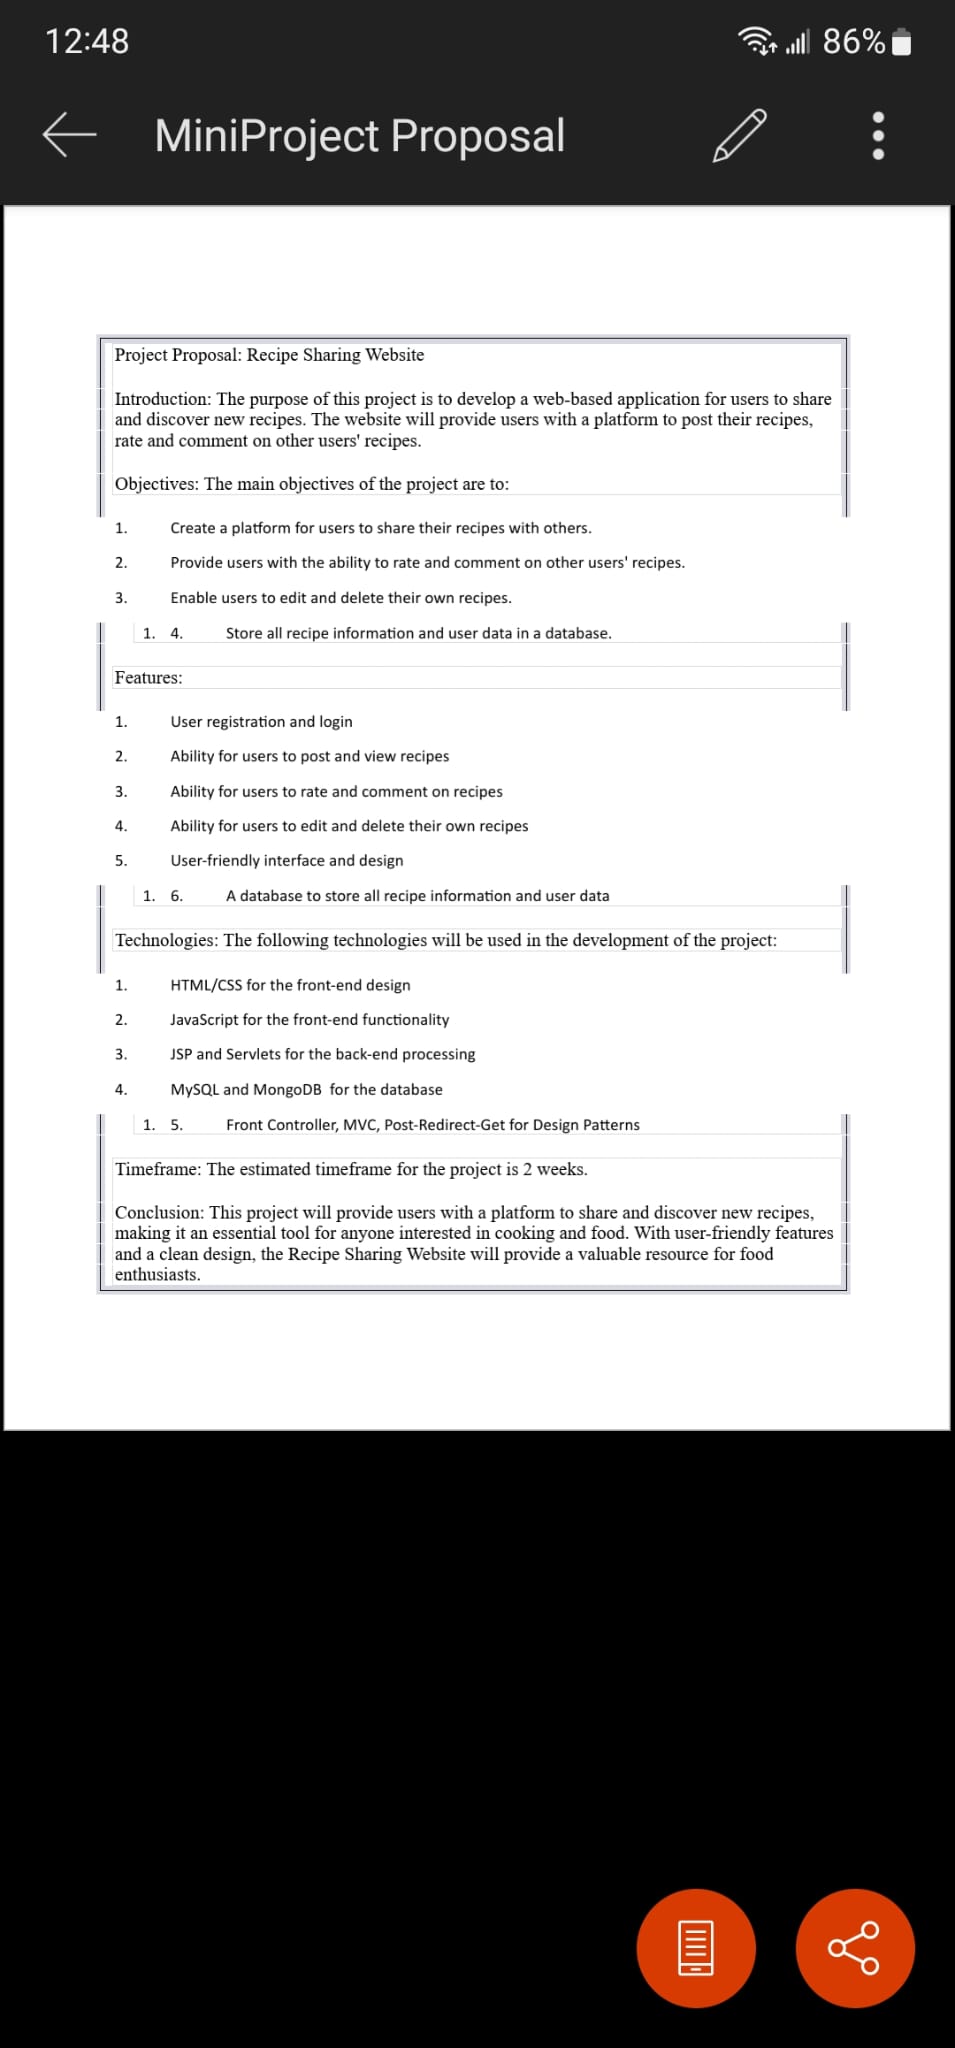 12:48
86%
MiniProject Proposal
Project Proposal: Recipe Sharing Website
Introduction: The purpose of this project is to develop a web-based application for users to share
and discover new recipes. The website will provide users with a platform to post their recipes,
rate and comment on other users' recipes.
Objectives: The main objectives of the project are to:
1. Create a platform for users to share their recipes with others.
2. Provide users with the ability to rate and comment on other users' recipes.
3. Enable users to edit and delete their own recipes.
1. 4. Store all recipe information and user data in a database.
Features:
1. User registration and login
2. Ability for users to post and view recipes
3. Ability for users to rate and comment on recipes
4. Ability for users to edit and delete their own recipes
5. User-friendly interface and design
1. 6. A database to store all recipe information and user data
Technologies: The following technologies will be used in the development of the project:
1. HTML/CSS for the front-end design
2. JavaScript for the front-end functionality
3. JSP and Servlets for the back-end processing
4. MySQL and MongoDB for the database
1. 5. Front Controller, MVC, Post-Redirect-Get for Design Patterns
Timeframe: The estimated timeframe for the project is 2 weeks.
Conclusion: This project will provide users with a platform to share and discover new recipes,
making it an essential tool for anyone interested in cooking and food. With user-friendly features
and a clean design, the Recipe Sharing Website will provide a valuable resource for food
enthusiasts.